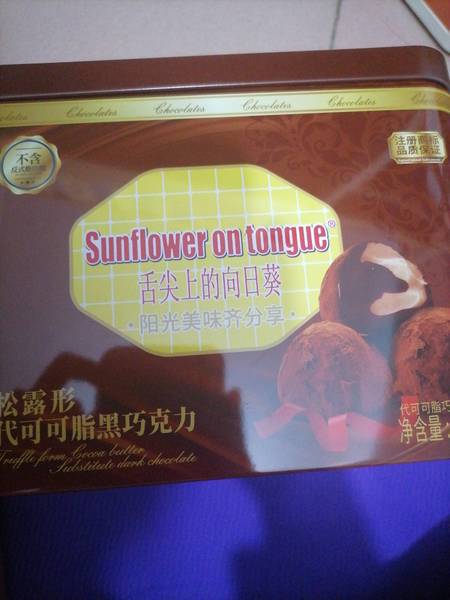 Chocolates Chocolates Chocolates Chocolates Chocolates
不含
注册商标
品质保证
Sunflower on tongue®
舌尖上的向日葵
·阳光美味齐分享·
松露形
代可可脂黑巧克力
Truffle form Cocoa butter
Substitute dark chocolate
代可可脂巧
净含量